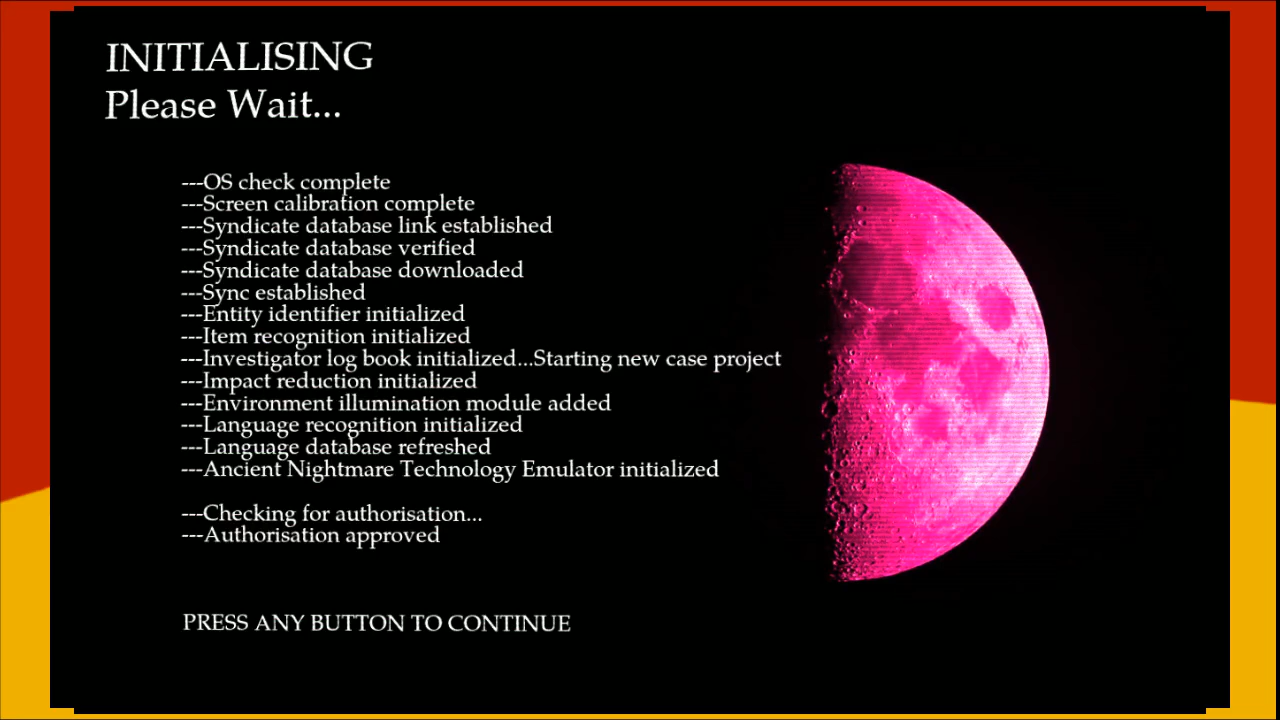 INITIALISING
Please Wait...
---OS check complete
---Screen calibration complete
---Syndicate database link established
---Syndicate database verified
---Syndicate database downloaded
---Sync established
---Entity identifier initialized
---Item recognition initialized
---Investigator log book initialized...Starting new case project
---Impact reduction initialized
---Environment illumination module added
---Language recognition initialized
---Language database refreshed
---Ancient Nightmare Technology Emulator initialized
---Checking for authorisation...
---Authorisation approved
PRESS ANY BUTTON TO CONTINUE